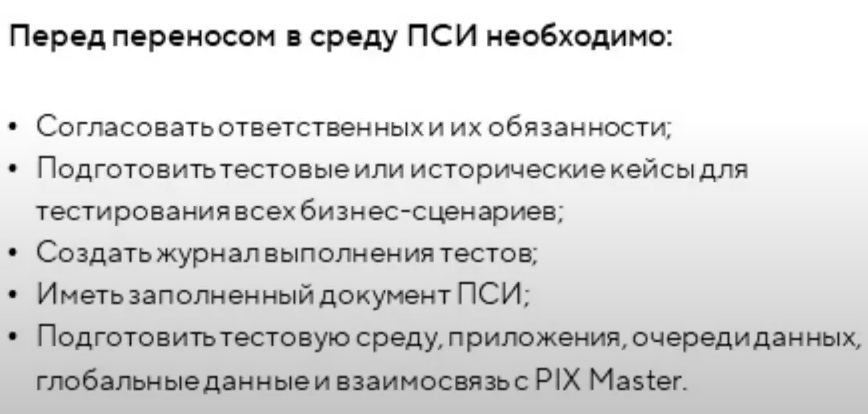 Перед переносом в среду ПСИ необходимо:
• Согласовать ответственных и их обязанности;
• Подготовить тестовые или исторические кейсы для
тестирования всех бизнес-сценариев;
• Создать журнал выполнения тестов;
• Иметь заполненный документ ПСИ;
• Подготовить тестовую среду, приложения, очереди данных,
глобальные данные и взаимосвязь с PIX Master.